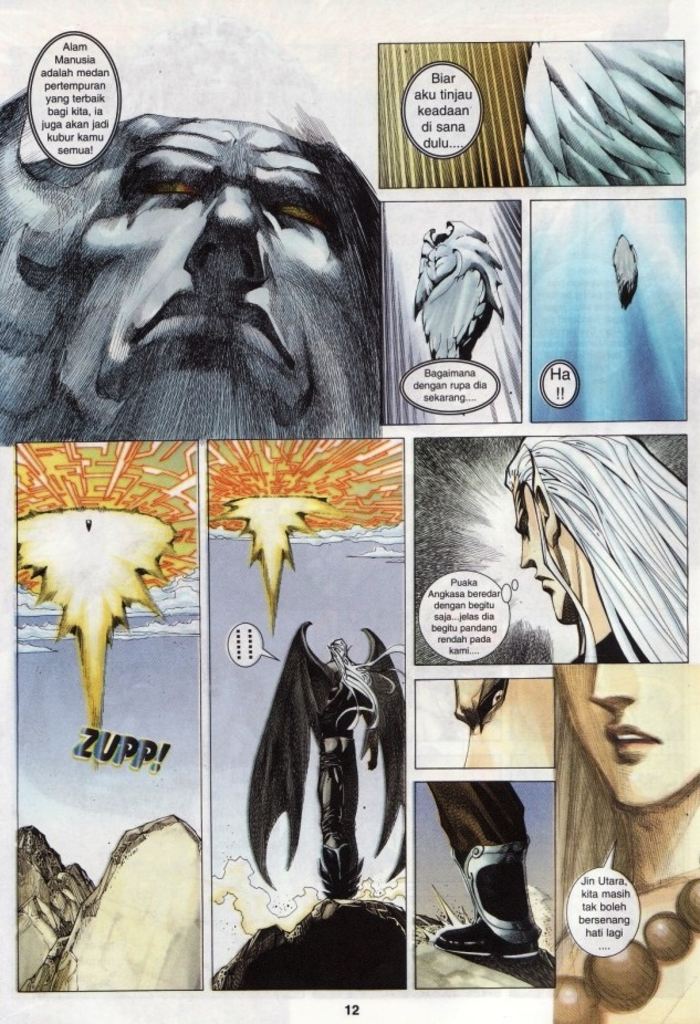 Alam
Manusia
adalah medan
pertempuran
yang terbaik
bagi kita, ia
juga akan jadi
kubur kamu
semua!
Biar
aku tinjau
keadaan
di sana
dulu....
Bagaimana
dengan rupa dia
sekarang....
Ha
!!
ZUPP!
Puaka
Angkasa beredar
dengan begitu
saja...jelas dia
begitu pandang
rendah pada
kami....
Jin Utara,
kita masih
tak boleh
bersenang
hati lagi
....
12